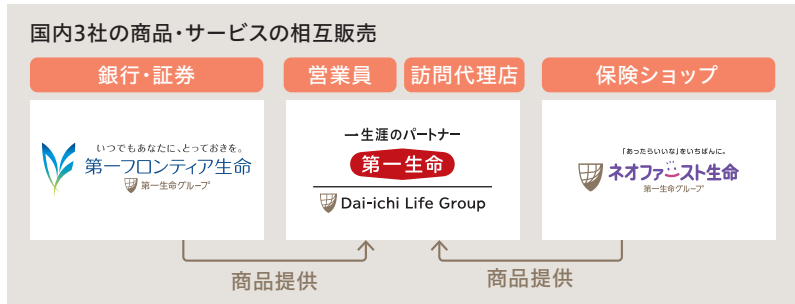 国内3社の商品・サービスの相互販売
銀行・証券
営業員
訪問代理店
保険ショップ
いつでもあなたに、とっておきを。
第一フロンティア生命
第一生命グループ
一生涯のパートナー
第一生命
Dai-ichi Life Group
「あったらいいな」をいちばんに。
ネオファースト生命
第一生命グループ
商品提供
商品提供